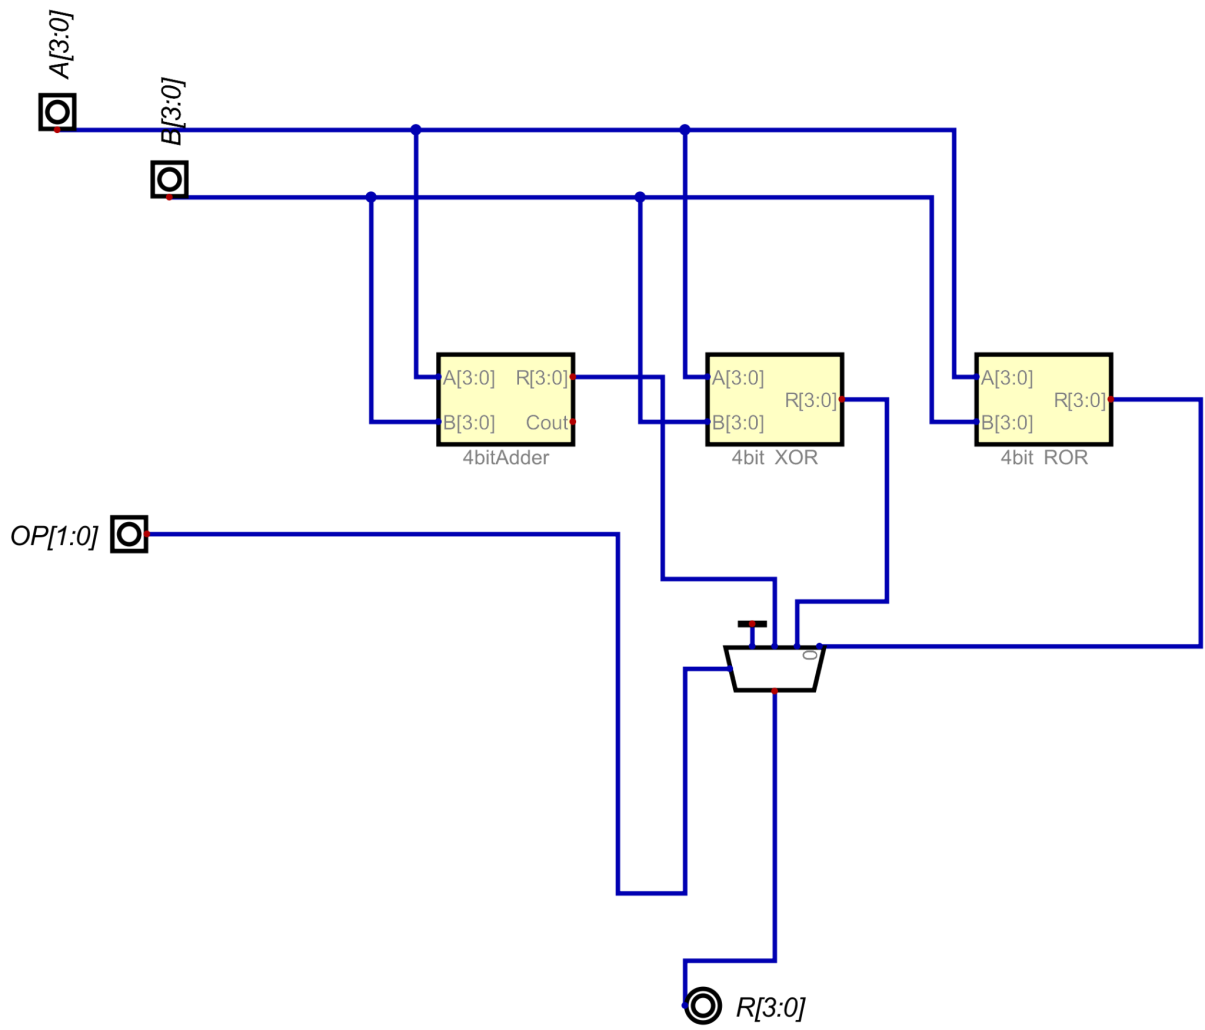 A[3:0]
B[3:0]
A[3:0] R[3:0]
B[3:0] Cout
4bitAdder
A[3:0]
R[3:0]
B[3:0]
4bit XOR
A[3:0]
R[3:0]
B[3:0]
4bit ROR
OP[1:0]
0
R[3:0]